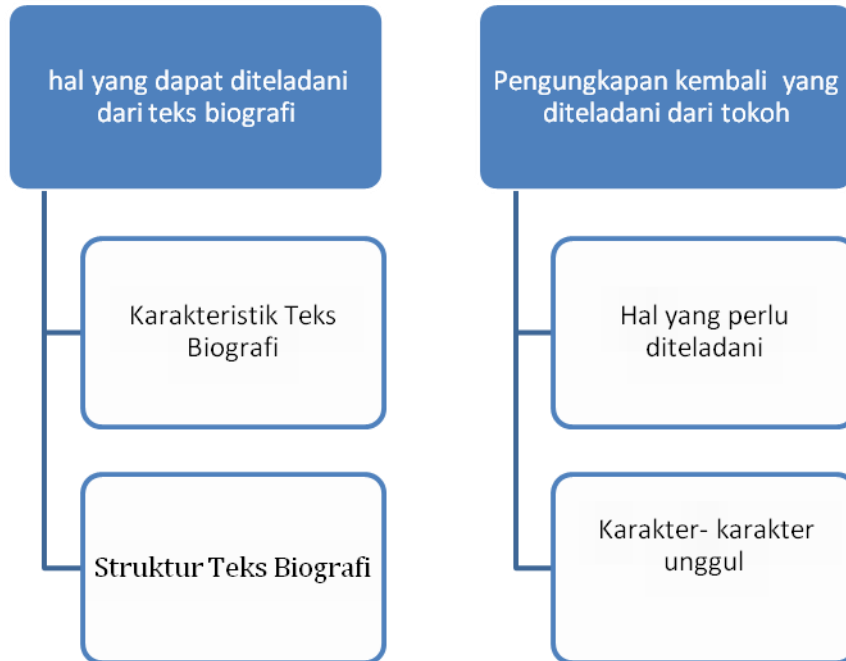 hal yang dapat diteladani
dari teks biografi
Karakteristik Teks
Biografi
Struktur Teks Biografi
Pengungkapan kembali  yang
diteladani dari tokoh
Hal yang perlu
diteladani
Karakter- karakter
unggul